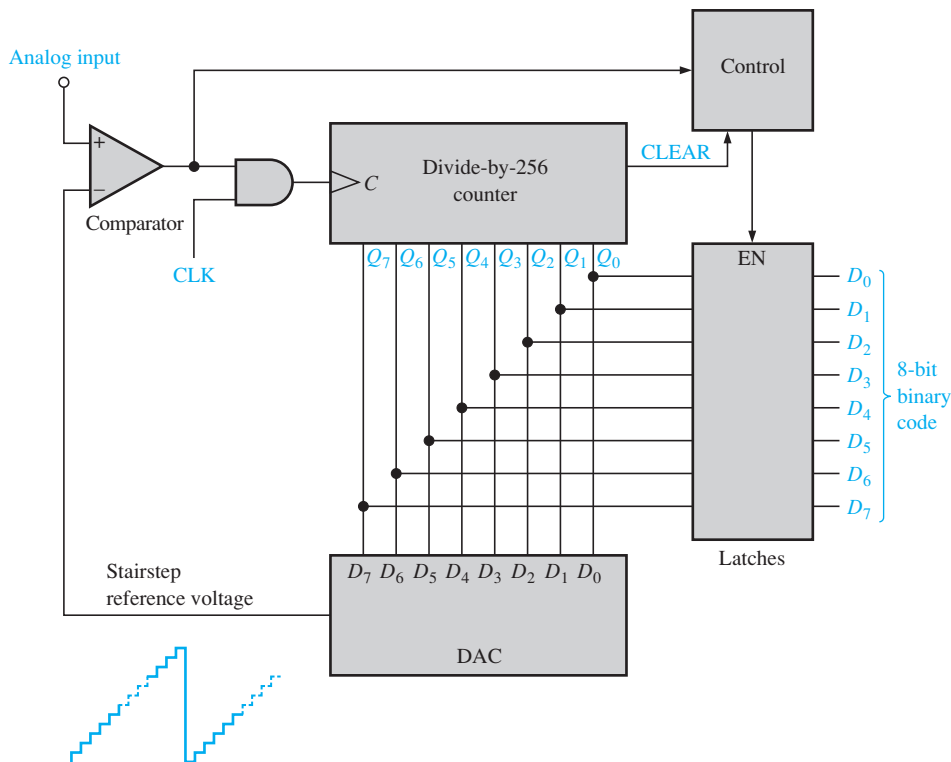 Analog input
Control
+
−
Comparator
CLK
C
Divide-by-256
counter
CLEAR
Q7 Q6 Q5 Q4 Q3 Q2 Q1 Q0
EN
D0
D1
D2
D3
D4
D5
D6
D7
8-bit
binary
code
Latches
Stairstep
reference voltage
D7 D6 D5 D4 D3 D2 D1 D0
DAC